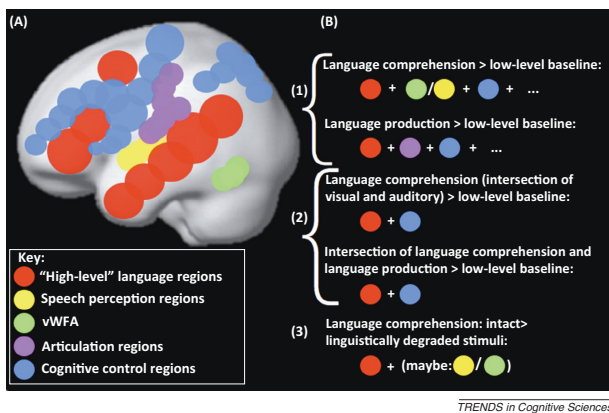 (A)
Key:
"High-level" language regions
Speech perception regions
vWFA
Articulation regions
Cognitive control regions
(B)
(1)
Language comprehension > low-level baseline:
+ / + + ...
Language production > low-level baseline:
+ + + ...
(2)
Language comprehension (intersection of
visual and auditory) > low-level baseline:
+
Intersection of language comprehension and
language production > low-level baseline:
+
(3)
Language comprehension: intact>
linguistically degraded stimuli:
+ (maybe: / )
TRENDS in Cognitive Sciences